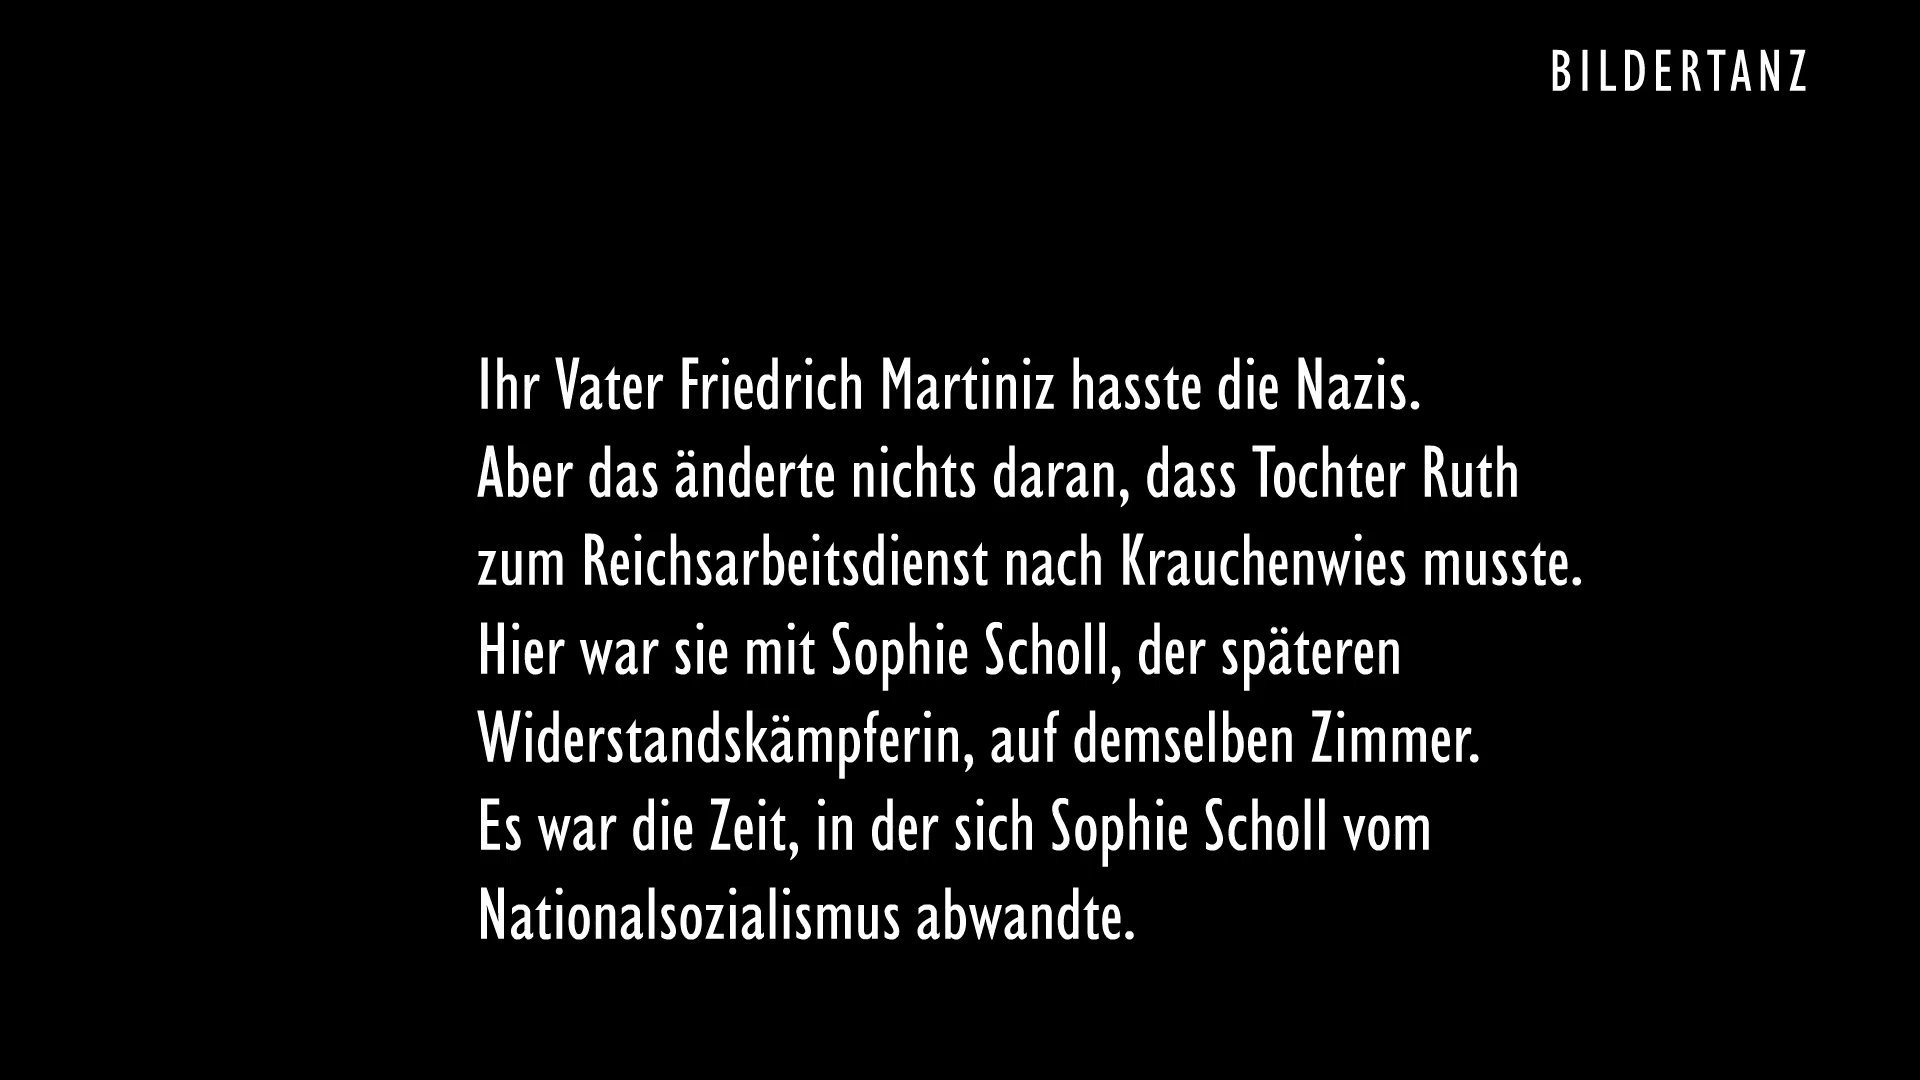 BILDERTANZ
Ihr Vater Friedrich Martiniz hasste die Nazis.
Aber das änderte nichts daran, dass Tochter Ruth
zum Reichsarbeitsdienst nach Krauchenwies musste.
Hier war sie mit Sophie Scholl, der späteren
Widerstandskämpferin, auf demselben Zimmer.
Es war die Zeit, in der sich Sophie Scholl vom
Nationalsozialismus abwandte.